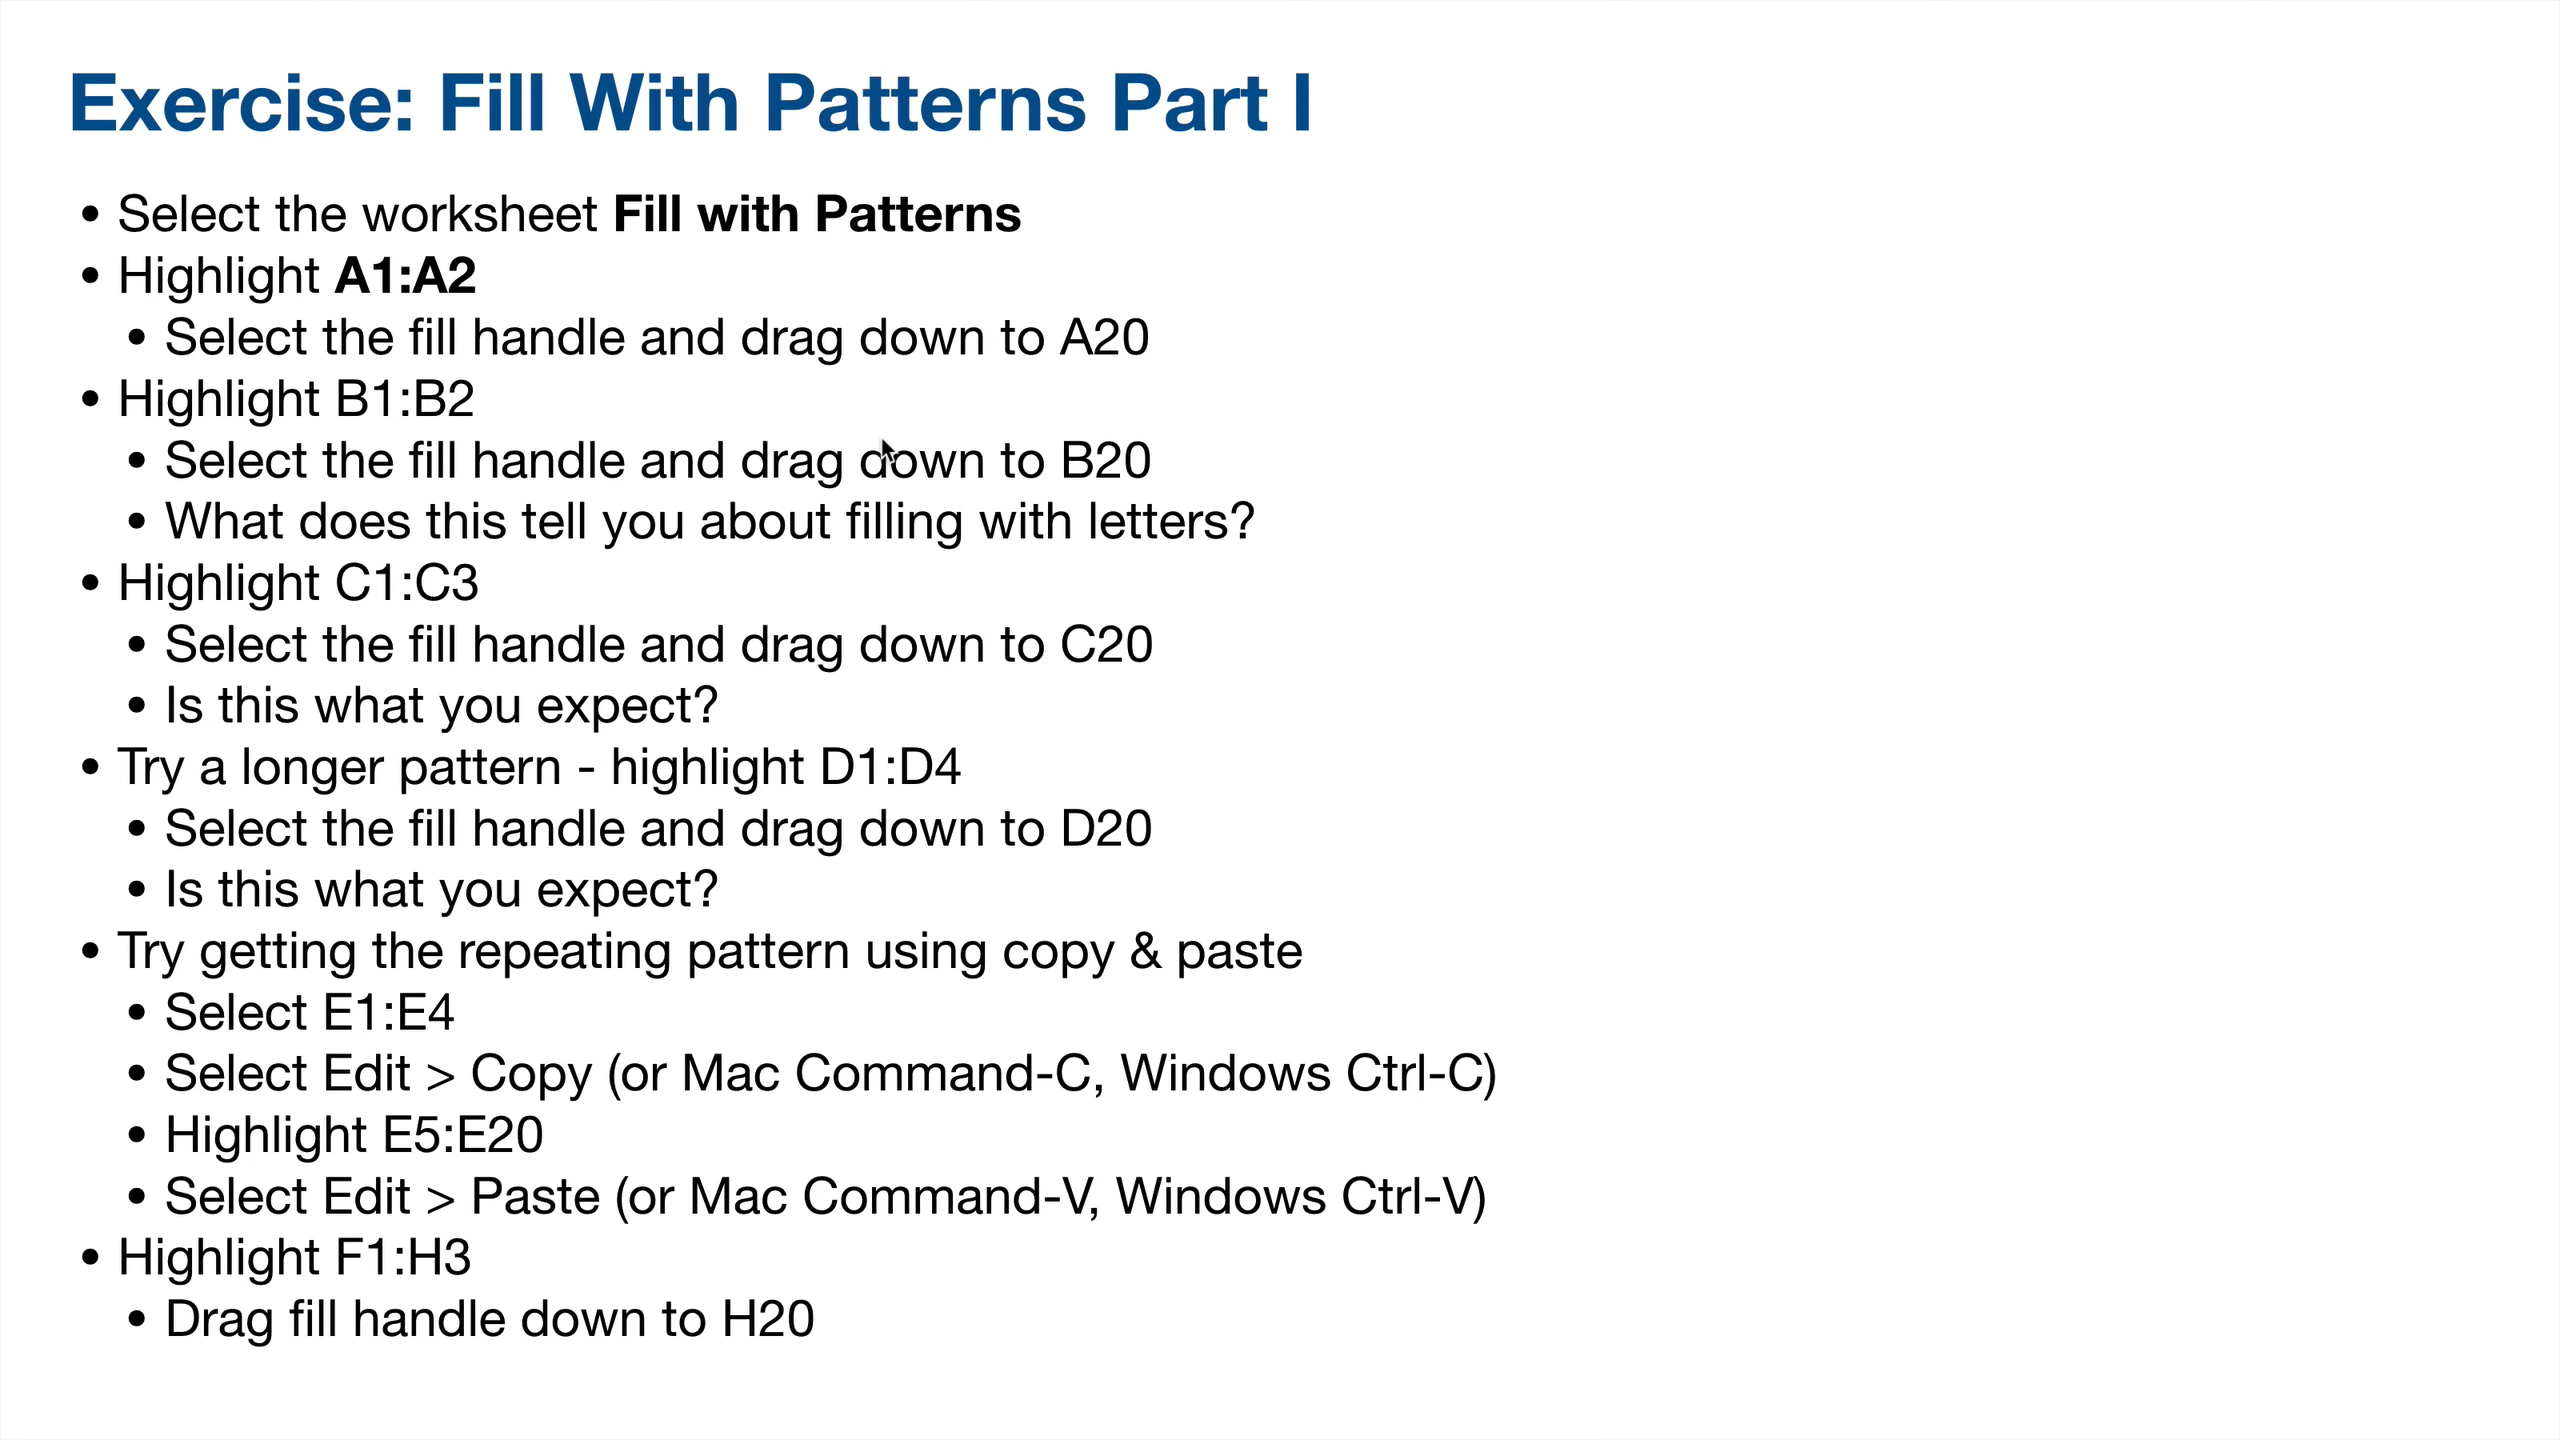 Exercise: Fill With Patterns Part I
• Select the worksheet Fill with Patterns
• Highlight A1:A2
• Select the fill handle and drag down to A20
• Highlight B1:B2
• Select the fill handle and drag down to B20
• What does this tell you about filling with letters?
• Highlight C1:C3
• Select the fill handle and drag down to C20
• Is this what you expect?
• Try a longer pattern - highlight D1:D4
• Select the fill handle and drag down to D20
• Is this what you expect?
• Try getting the repeating pattern using copy & paste
• Select E1:E4
• Select Edit > Copy (or Mac Command-C, Windows Ctrl-C)
• Highlight E5:E20
• Select Edit > Paste (or Mac Command-V, Windows Ctrl-V)
• Highlight F1:H3
• Drag fill handle down to H20